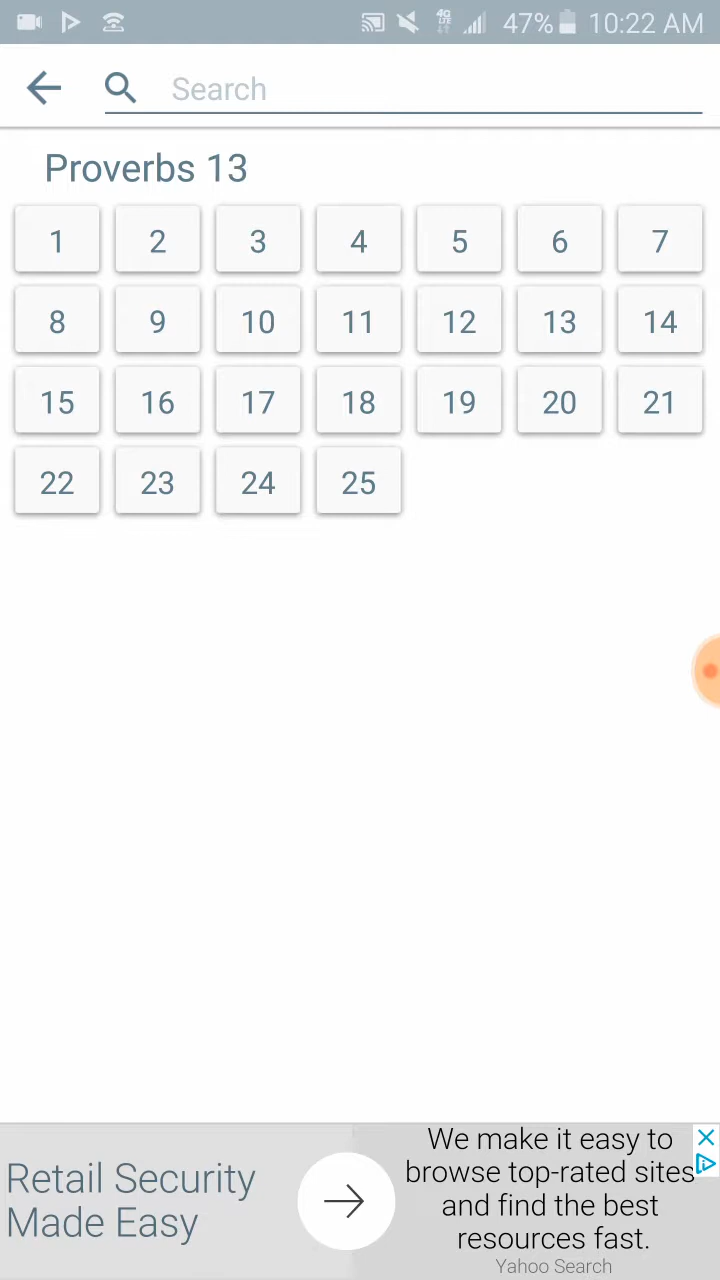 4G LTE 47% 10:22 AM
Search
Proverbs 13
1 2 3 4 5 6 7
8 9 10 11 12 13 14
15 16 17 18 19 20 21
22 23 24 25
Retail Security
Made Easy
We make it easy to
browse top-rated sites
and find the best
resources fast.
Yahoo Search